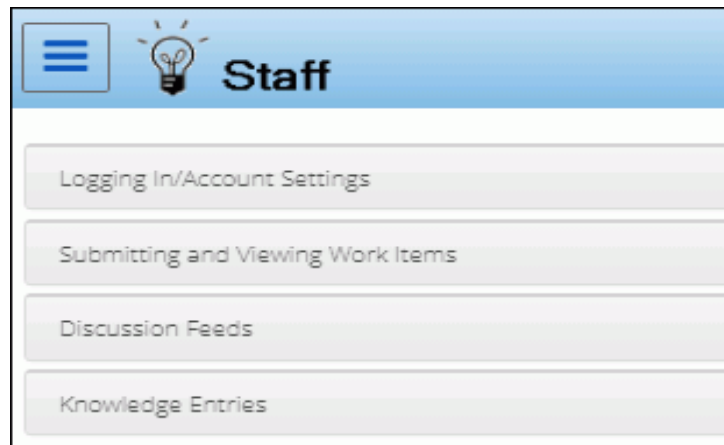 Staff
Logging In/Account Settings
Submitting and Viewing Work Items
Discussion Feeds
Knowledge Entries